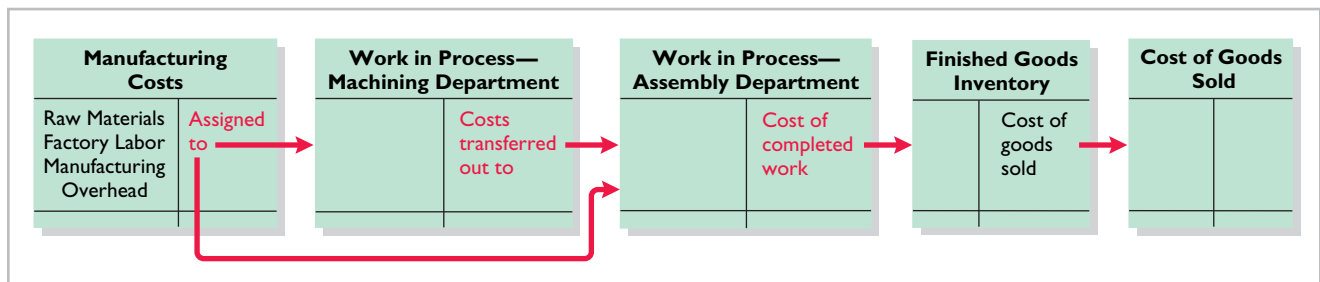 Manufacturing
Costs
Raw Materials
Factory Labor
Manufacturing
Overhead
Assigned
to
Work in Process—
Machining Department
Costs
transferred
out to
Work in Process—
Assembly Department
Cost of
completed
work
Finished Goods
Inventory
Cost of
goods
sold
Cost of Goods
Sold